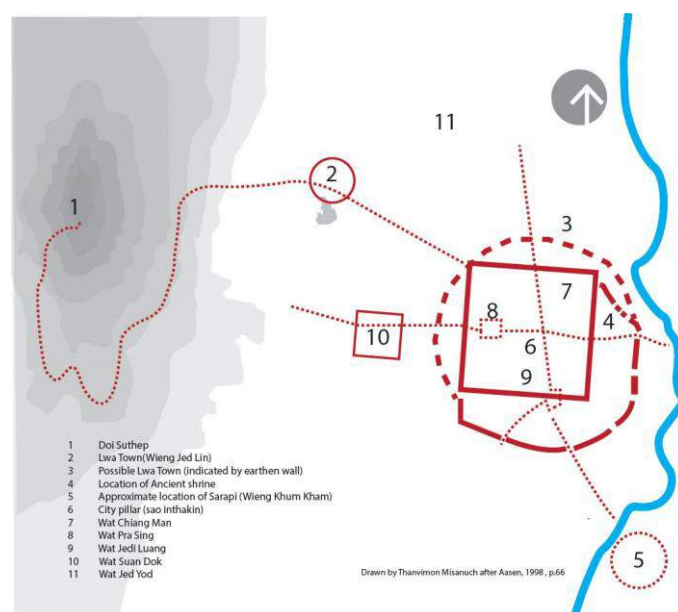 11
2
1
3
7
8
4
10
6
9
1 Doi Suthep
2 Lwa Town(Wieng Jed Lin)
3 Possible Lwa Town (indicated by earthen wall)
4 Location of Ancient shrine
5 Approximate location of Sarapi (Wieng Khum Kham)
6 City pillar (sao inthakin)
7 Wat Chiang Man
8 Wat Pra Sing
9 Wat Jedi Luang
10 Wat Suan Dok
11 Wat Jed Yod
5
Drawn by Thanvimon Misanuch after Aasen, 1998 , p.66